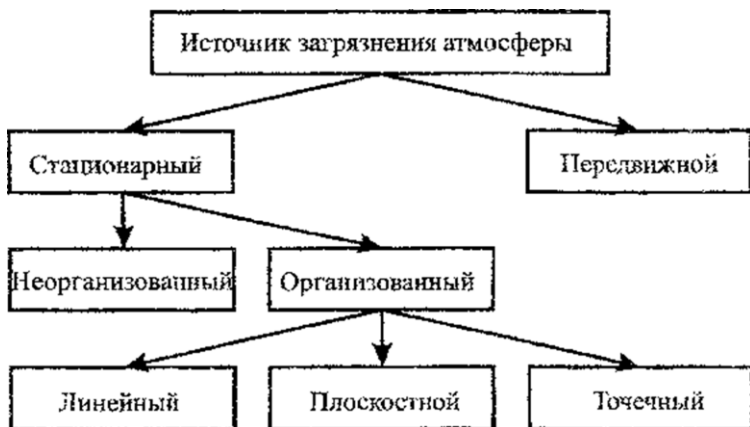 Источник загрязнения атмосферы
Стационарный
Передвижной
Неорганизованный
Организованный
Линейный
Плоскостной
Точечный